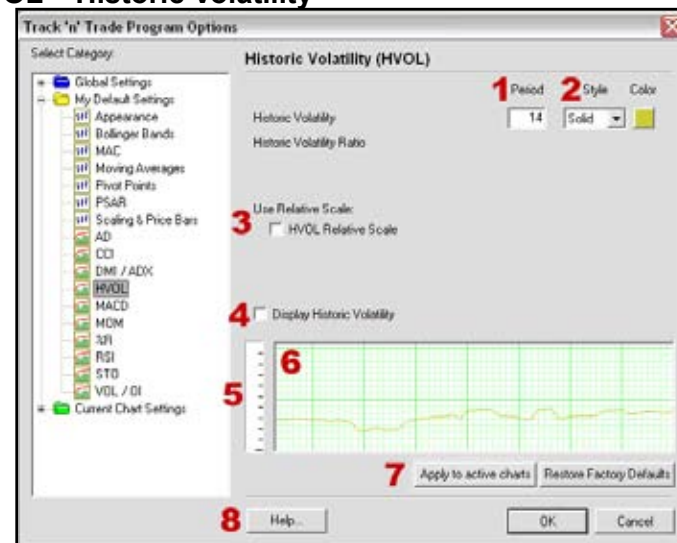 Historic Volatility
Track 'n' Trade Program Options
Select Category:
Global Settings
My Default Settings
Appearance
Bollinger Bands
MAC
Moving Averages
Pivot Points
PSAR
Scaling & Price Bars
AD
CCI
DMI / ADX
HVOL
MACD
MOM
%R
RSI
STO
VOL / OI
Current Chart Settings
Historic Volatility (HVOL)
1 Period 2 Style Color
Historic Volatility 14 Solid
Historic Volatility Ratio
Use Relative Scale:
3 HVOL Relative Scale
4 Display Historic Volatility
5 6
7 Apply to active charts Restore Factory Defaults
8 Help... OK Cancel